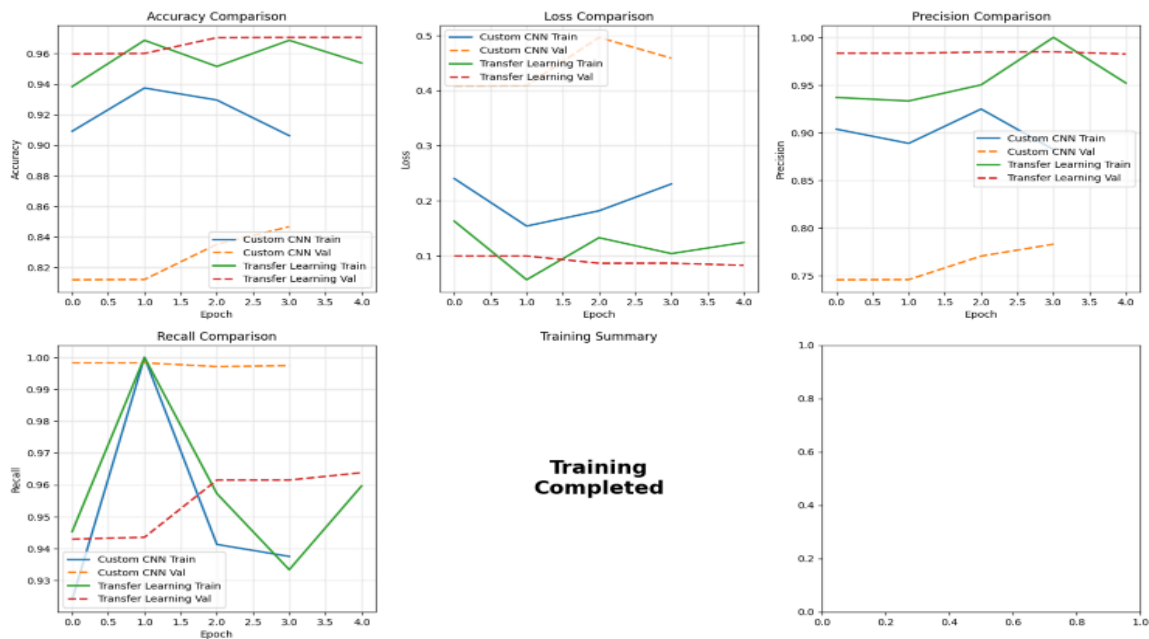 Accuracy Comparison
0.96
0.94
0.92
0.90
0.88
0.86
0.84
0.82
Accuracy
Custom CNN Train
Custom CNN Val
Transfer Learning Train
Transfer Learning Val
0.0 0.5 1.0 1.5 2.0 2.5 3.0 3.5 4.0
Epoch
Loss Comparison
0.5
0.4
0.3
0.2
0.1
Loss
Custom CNN Train
Custom CNN Val
Transfer Learning Train
Transfer Learning Val
0.0 0.5 1.0 1.5 2.0 2.5 3.0 3.5 4.0
Epoch
Precision Comparison
1.00
0.95
0.90
0.85
0.80
0.75
Precision
Custom CNN Train
Custom CNN Val
Transfer Learning Train
Transfer Learning Val
0.0 0.5 1.0 1.5 2.0 2.5 3.0 3.5 4.0
Epoch
Recall Comparison
1.00
0.99
0.98
0.97
0.96
0.95
0.94
0.93
Recall
Custom CNN Train
Custom CNN Val
Transfer Learning Train
Transfer Learning Val
0.0 0.5 1.0 1.5 2.0 2.5 3.0 3.5 4.0
Epoch
Training Summary
Training
Completed
1.0
0.8
0.6
0.4
0.2
0.0
0.0 0.2 0.4 0.6 0.8 1.0